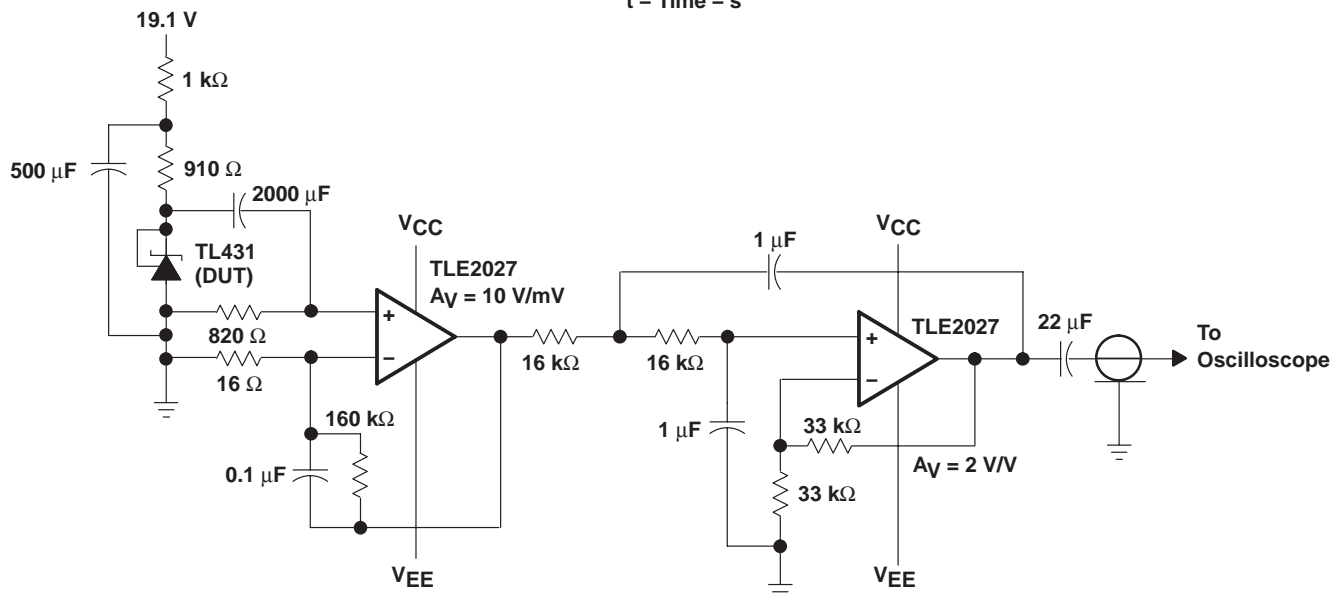 t – Time – s
19.1 V
1 kΩ
500 μF
910 Ω
2000 μF
TL431
(DUT)
820 Ω
16 Ω
VCC
TLE2027
AV = 10 V/mV
+
–
160 kΩ
0.1 μF
VEE
16 kΩ
16 kΩ
1 μF
1 μF
VCC
TLE2027
+
–
33 kΩ
33 kΩ
AV = 2 V/V
VEE
22 μF
To
Oscilloscope